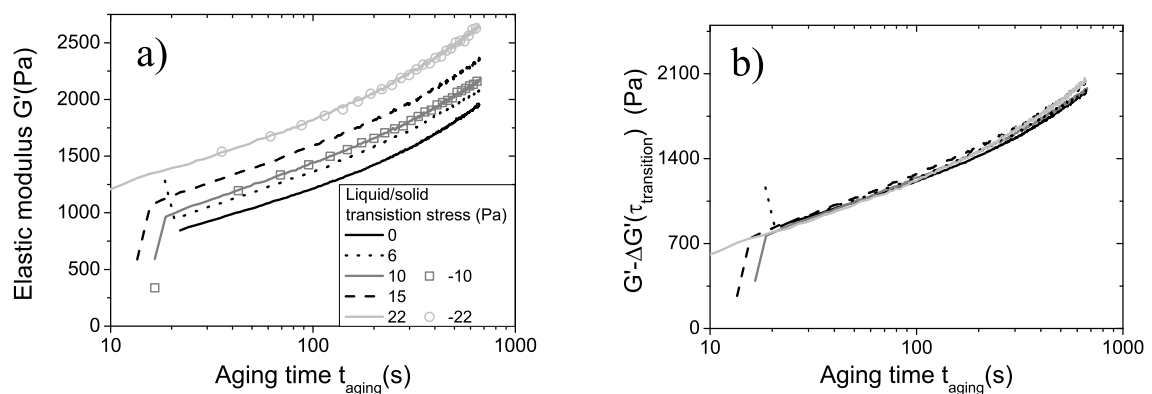 a)
Elastic modulus G'(Pa)
2500
2000
1500
1000
500
0
Liquid/solid
transistion stress (Pa)
0
6
10 -10
15
22 -22
10 100 1000
Aging time t_aging(s)
b)
G'-ΔG'(τ_transition) (Pa)
2100
1400
700
0
10 100 1000
Aging time t_aging(s)